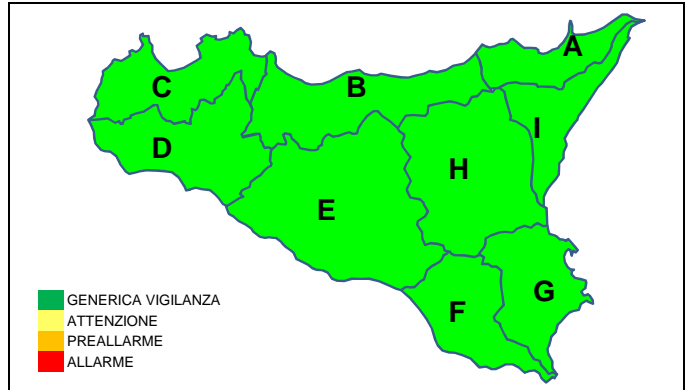 A
C
B
I
D
H
E
G
F
GENERICA VIGILANZA
ATTENZIONE
PREALLARME
ALLARME